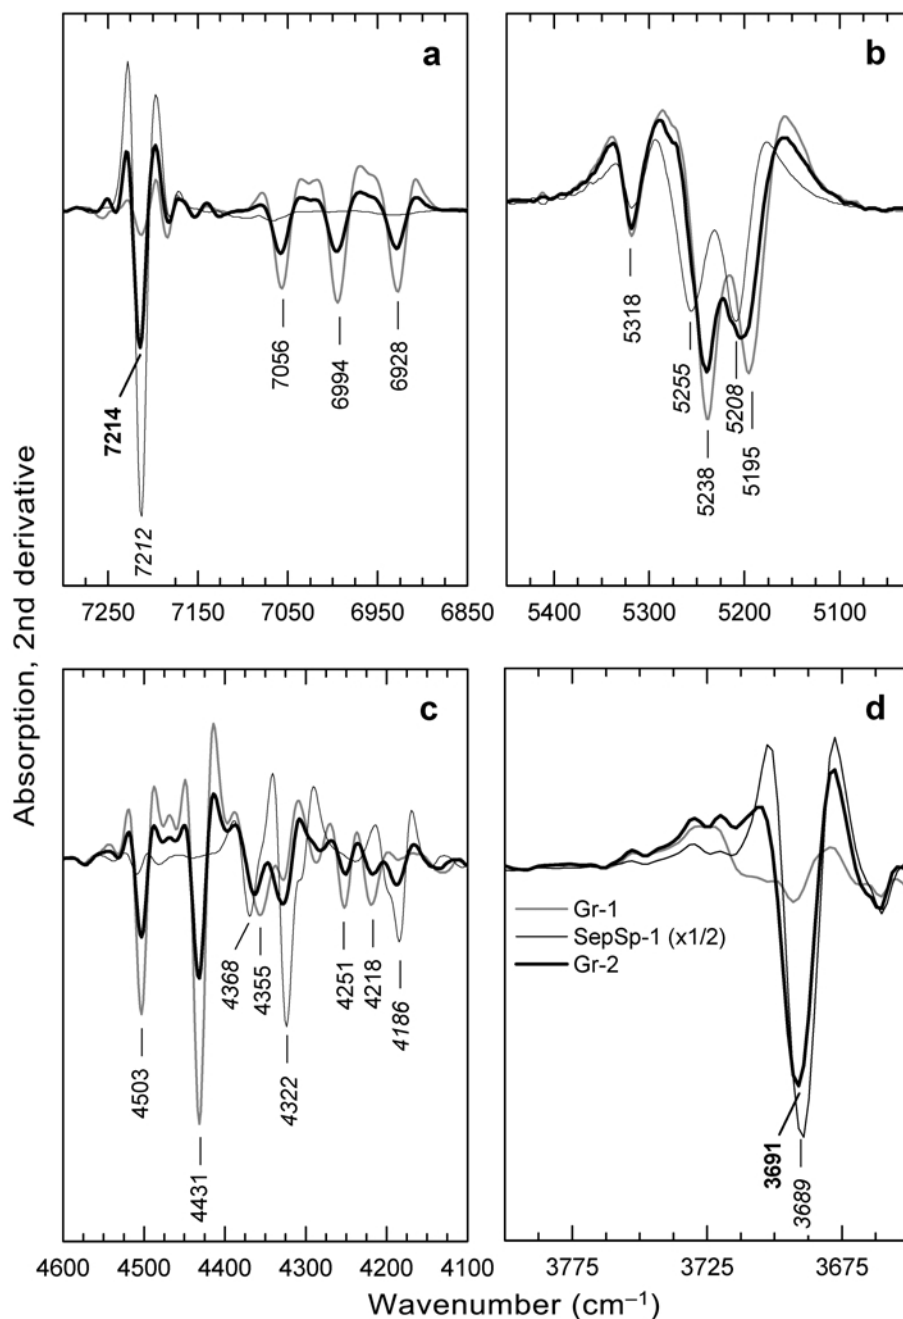 a
7056
6994
6928
7214
7212
7250 7150 7050 6950 6850
b
5318
5255
5208
5238
5195
5400 5300 5200 5100
Absorption, 2nd derivative
c
4368
4355
4251
4218
4186
4503
4322
4431
4600 4500 4400 4300 4200 4100
d
Gr-1
SepSp-1 (x1/2)
Gr-2
3691
3689
3775 3725 3675
Wavenumber (cm⁻¹)